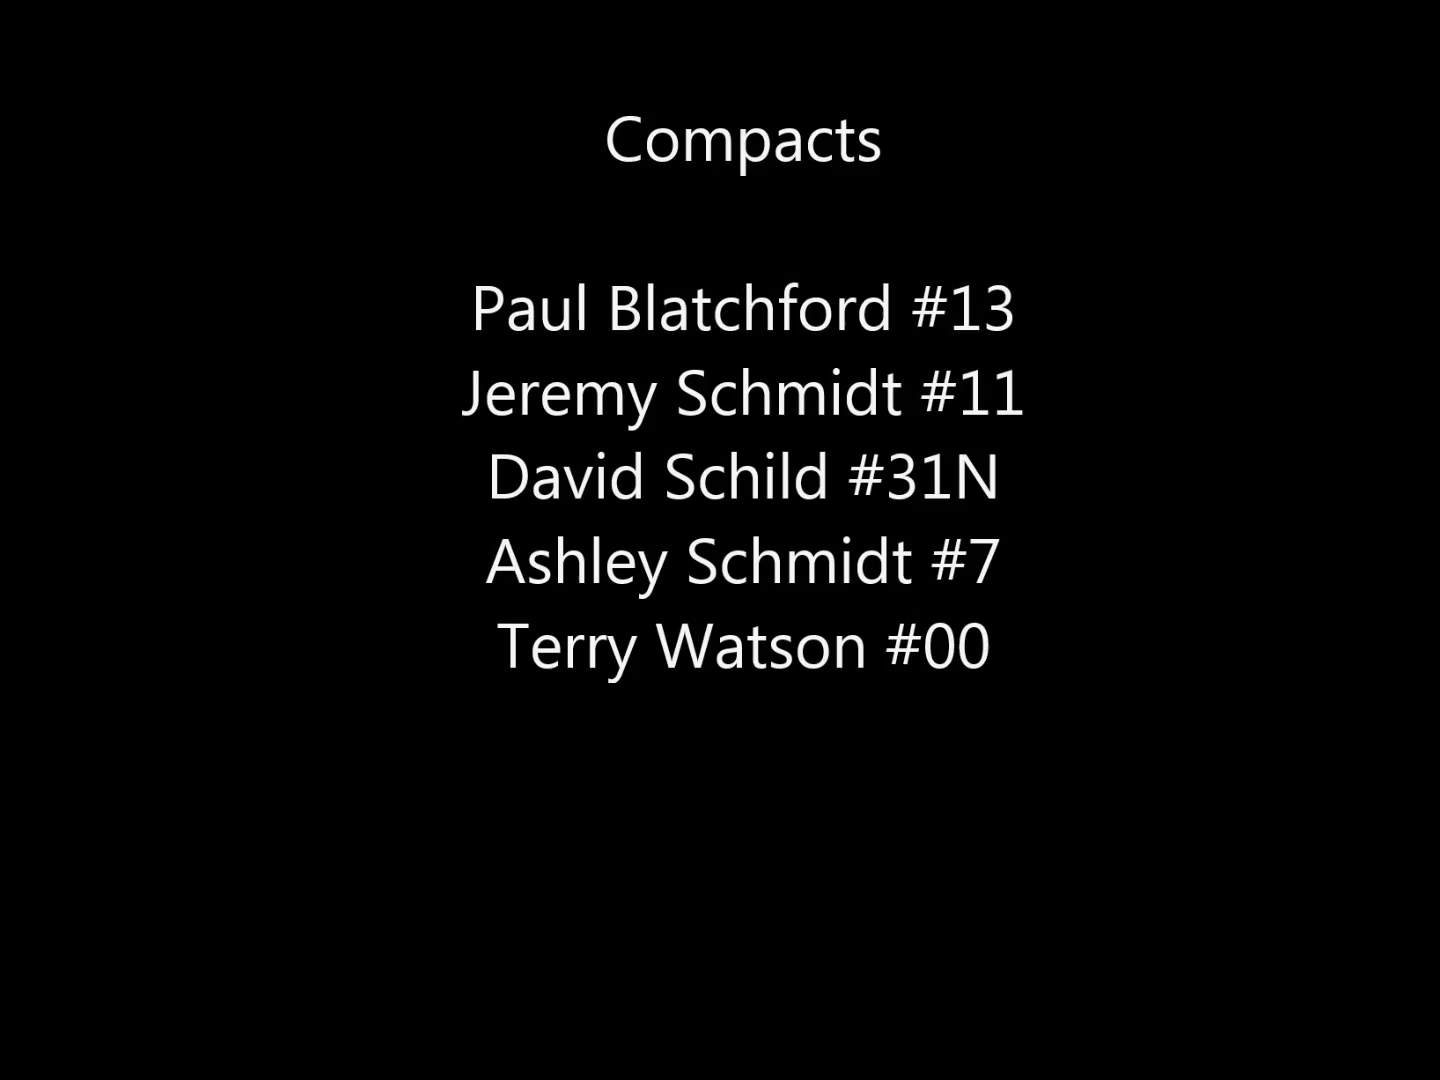 Compacts
Paul Blatchford #13
Jeremy Schmidt #11
David Schild #31N
Ashley Schmidt #7
Terry Watson #00